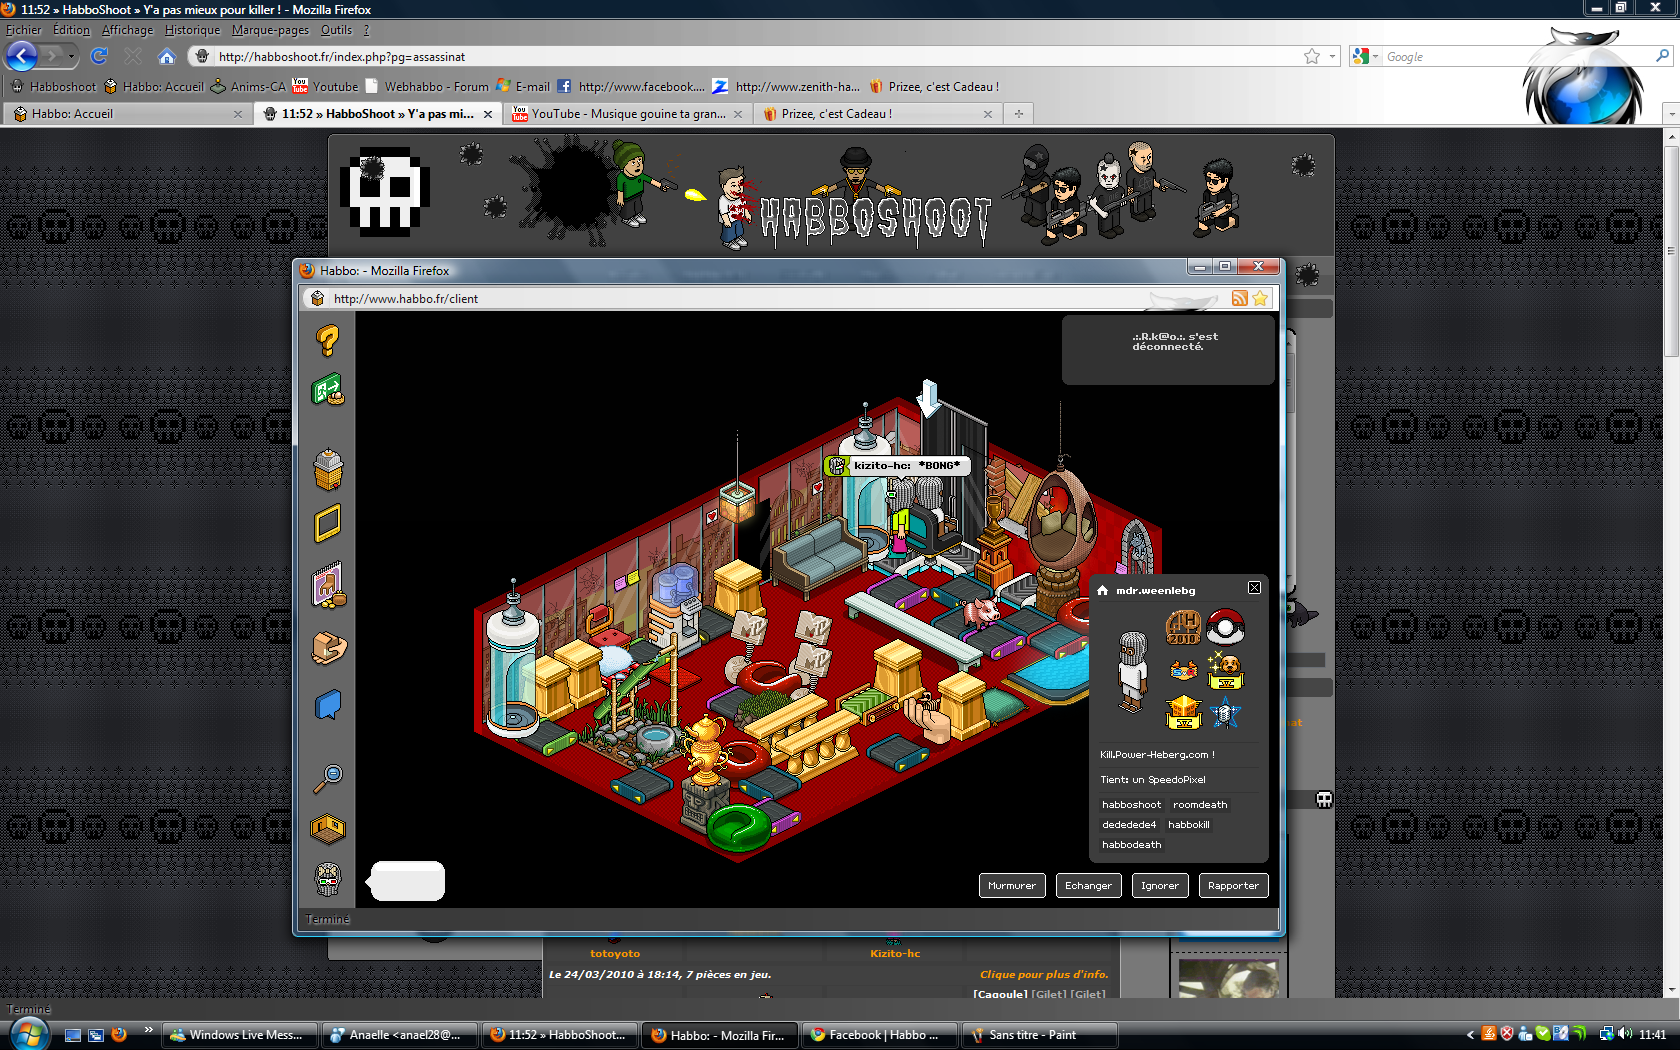 11:52 » HabboShoot » Y'a pas mieux pour killer ! - Mozilla Firefox
Fichier Édition Affichage Historique Marque-pages Outils ?
http://habboshoot.fr/index.php?pg=assassinat
Google
Habboshoot Habbo: Accueil Anims-CA Youtube Webhabbo - Forum E-mail http://www.facebook.... http://www.zenith-ha... Prizee, c'est Cadeau !
Habbo: Accueil
11:52 » HabboShoot » Y'a pas mi...
YouTube - Musique gouine ta gran...
Prizee, c'est Cadeau !
HABBOSHOOT
Habbo: - Mozilla Firefox
http://www.habbo.fr/client
.:.R.k@o.:. s'est
déconnecté.
kizito-hc: *BONG*
MTV
MTV
MTV
mdr.weenlebg
2010
Kill.Power-Heberg.com !
Tient: un SpeedoPixel
habboshoot roomdeath
dededede4 habbokill
habbodeath
Murmurer Echanger Ignorer Rapporter
Terminé
totoyoto
Kizito-hc
Le 24/03/2010 à 18:14, 7 pièces en jeu.
Clique pour plus d'info.
[Cagoule] [Gilet] [Gilet]
Terminé
Windows Live Mess...
Anaelle <anael28@...
11:52 » HabboShoot...
Habbo: - Mozilla Fir...
Facebook | Habbo ...
Sans titre - Paint
11:41